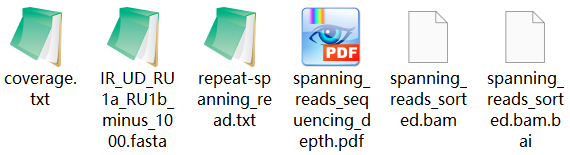 coverage.
txt
IR_UD_RU
1a_RU1b_
minus_10
00.fasta
repeat-sp
anning_re
ad.txt
PDF
spanning_
reads_seq
uencing_d
epth.pdf
spanning_
reads_sort
ed.bam
spanning_
reads_sort
ed.bam.b
ai